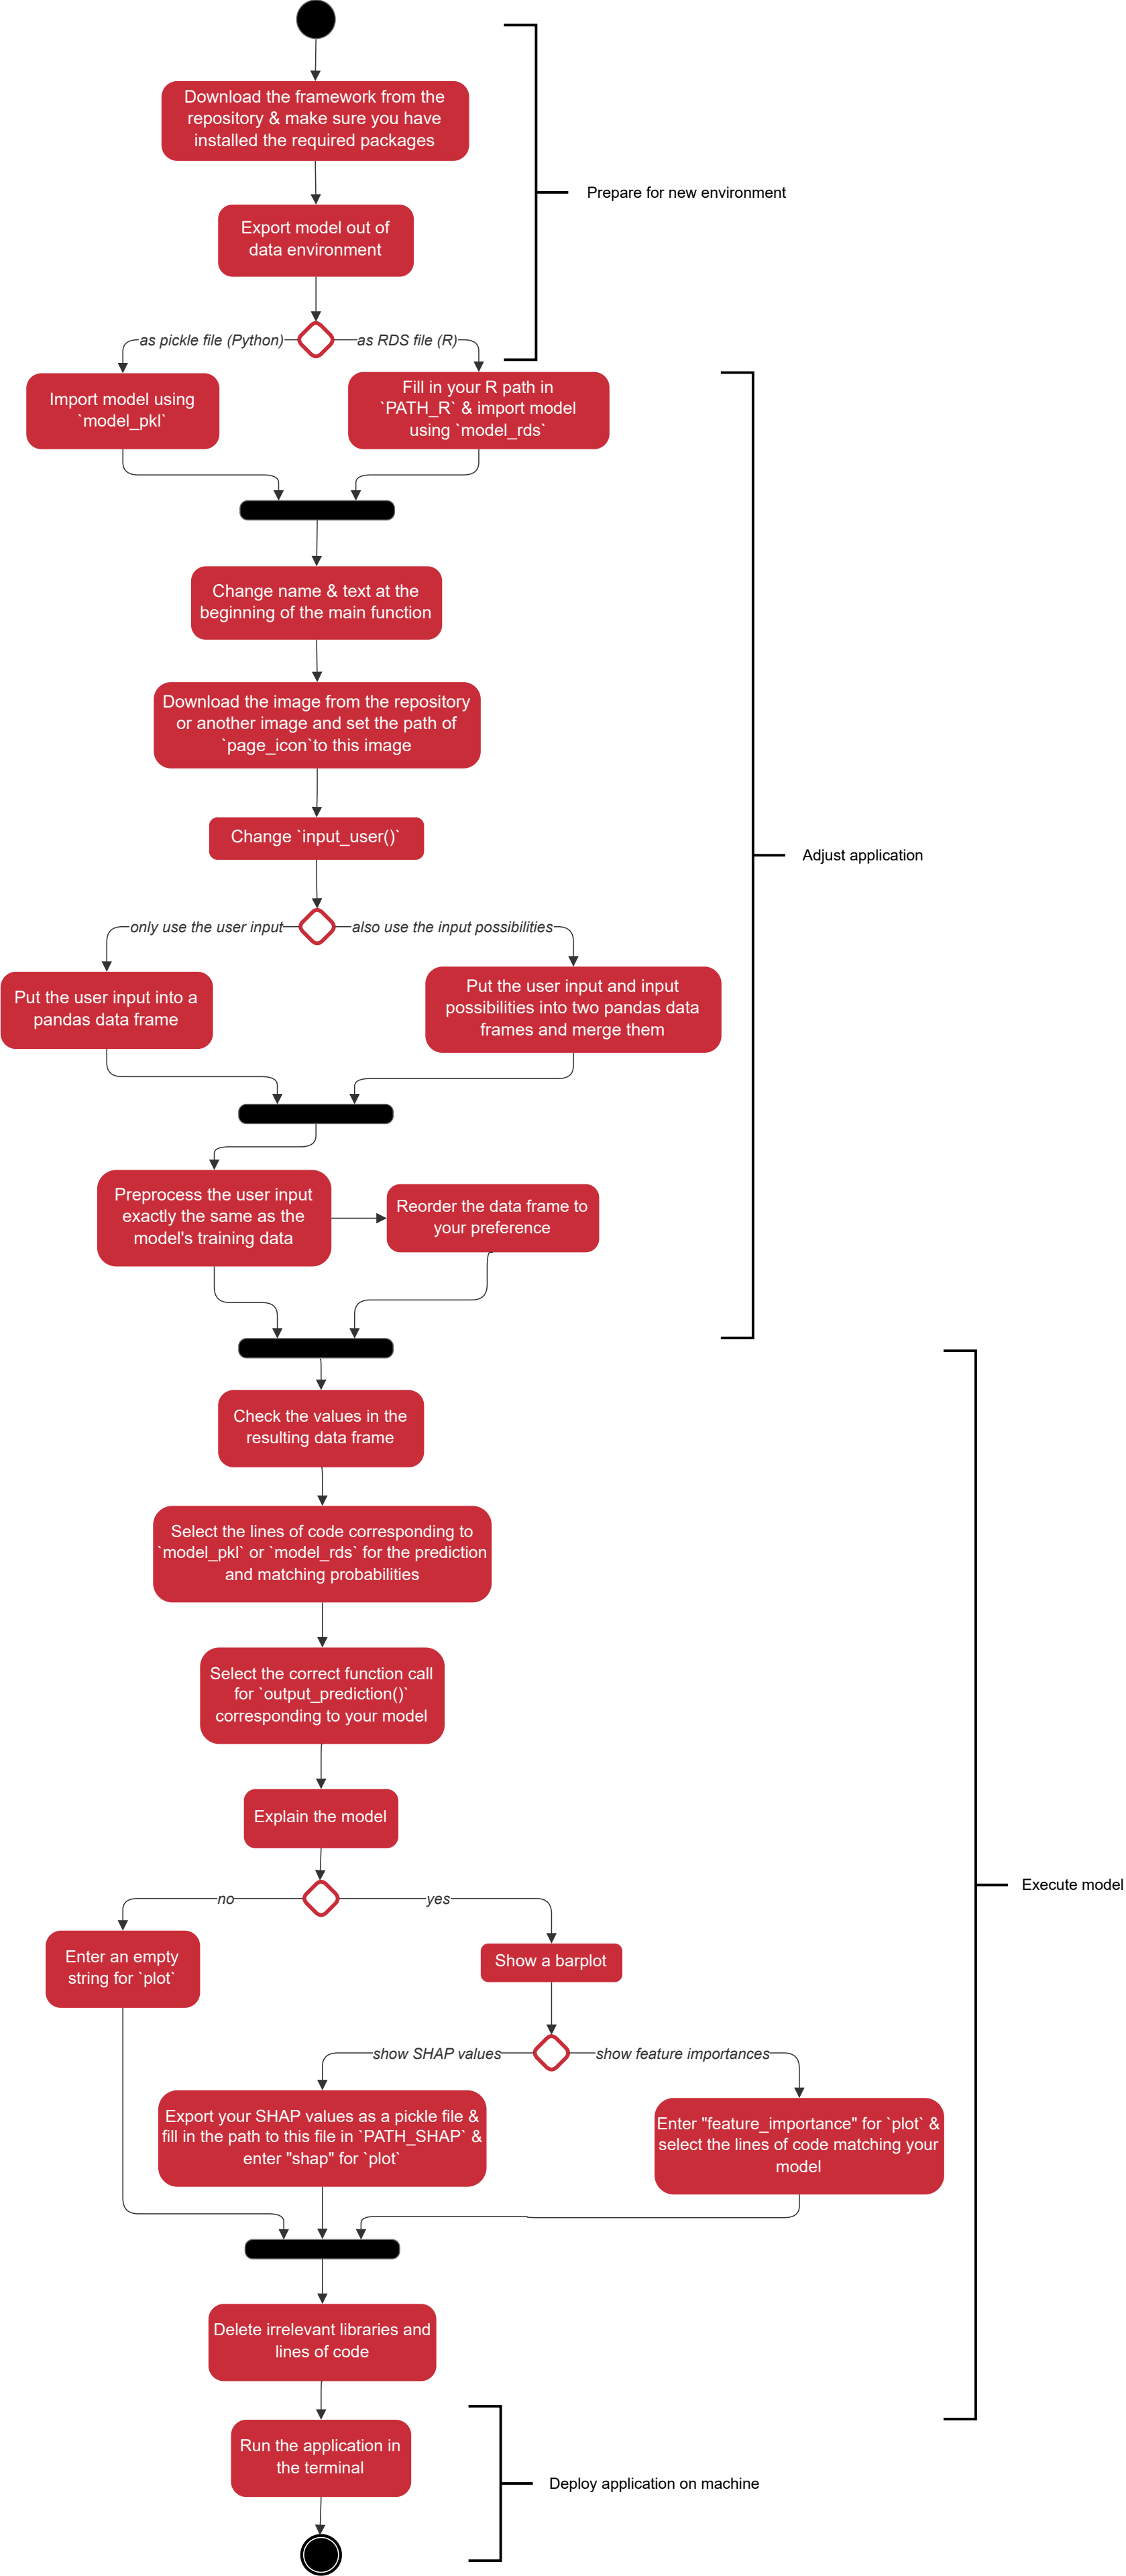 Download the framework from the
repository & make sure you have
installed the required packages
Prepare for new environment
Export model out of
data environment
as pickle file (Python)
as RDS file (R)
Import model using
`model_pkl`
Fill in your R path in
`PATH_R` & import model
using `model_rds`
Change name & text at the
beginning of the main function
Download the image from the repository
or another image and set the path of
`page_icon`to this image
Change `input_user()`
Adjust application
only use the user input
also use the input possibilities
Put the user input into a
pandas data frame
Put the user input and input
possibilities into two pandas data
frames and merge them
Preprocess the user input
exactly the same as the
model's training data
Reorder the data frame to
your preference
Check the values in the
resulting data frame
Select the lines of code corresponding to
`model_pkl` or `model_rds` for the prediction
and matching probabilities
Select the correct function call
for `output_prediction()`
corresponding to your model
Explain the model
Execute model
no
yes
Enter an empty
string for `plot`
Show a barplot
show SHAP values
show feature importances
Export your SHAP values as a pickle file &
fill in the path to this file in `PATH_SHAP` &
enter "shap" for `plot`
Enter "feature_importance" for `plot` &
select the lines of code matching your
model
Delete irrelevant libraries and
lines of code
Run the application in
the terminal
Deploy application on machine